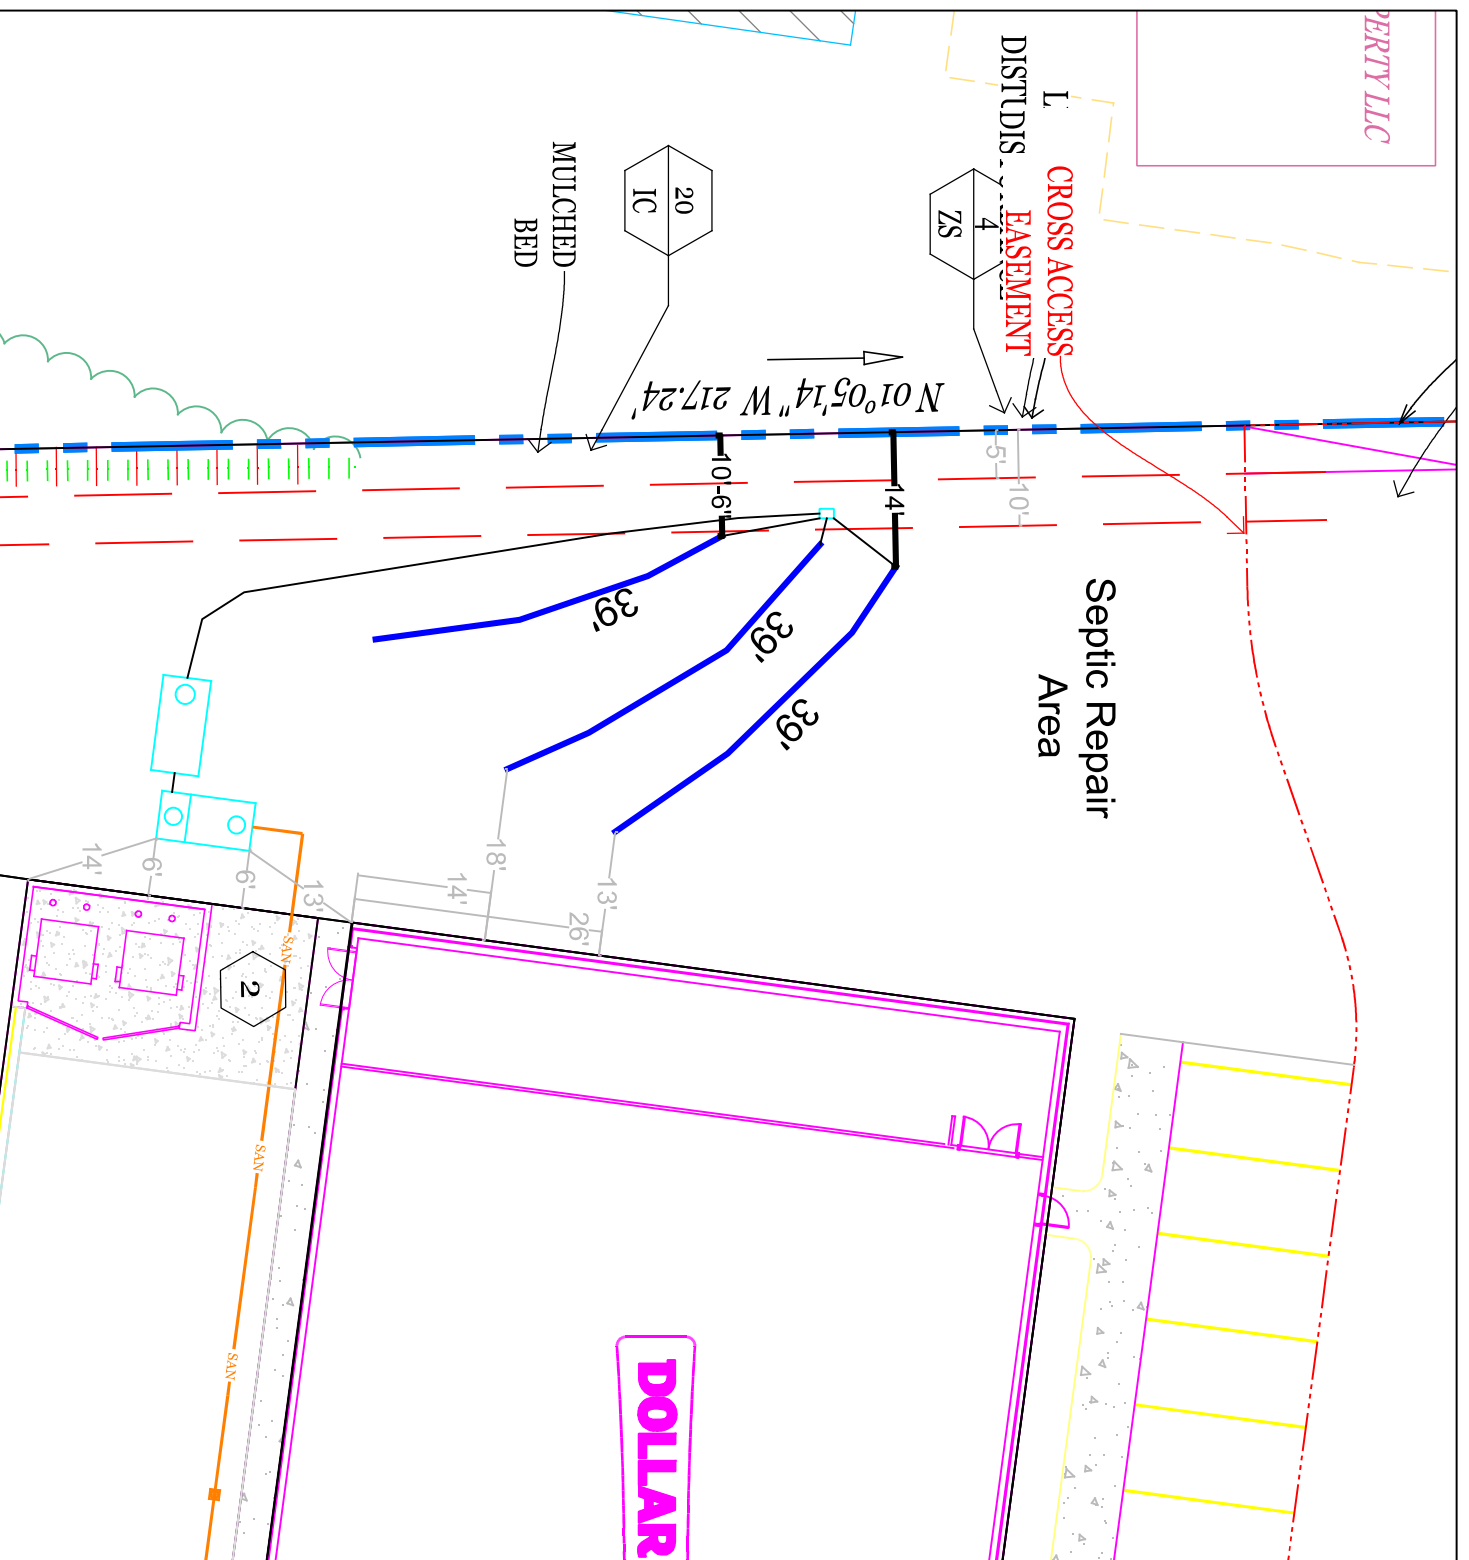 PERTY LLC
L
DISTUDIS
CROSS ACCESS
EASEMENT
4
ZS
20
IC
MULCHED
BED
N 01°05'14" W 217.24'
5'
10'
10'-6"
14'
39'
39'
39'
Septic Repair
Area
14'
6'
6'
13'
14'
18'
26'
13'
2
SAN
SAN
SAN
DOLLAR